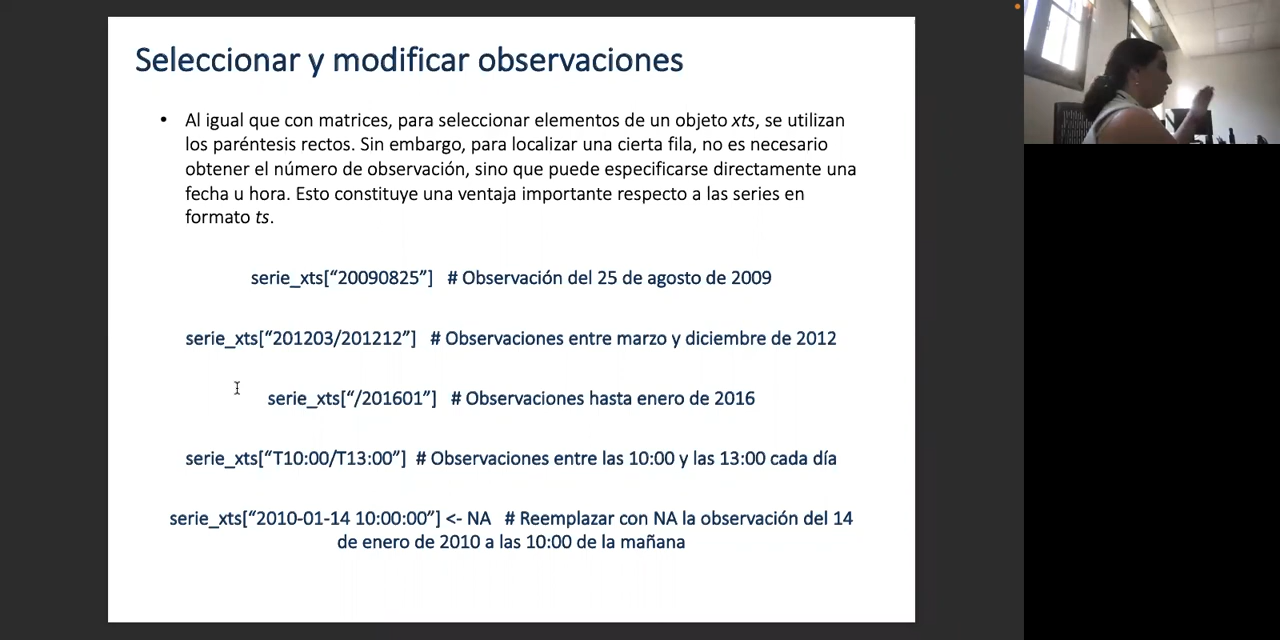 Seleccionar y modificar observaciones
• Al igual que con matrices, para seleccionar elementos de un objeto xts, se utilizan
los paréntesis rectos. Sin embargo, para localizar una cierta fila, no es necesario
obtener el número de observación, sino que puede especificarse directamente una
fecha u hora. Esto constituye una ventaja importante respecto a las series en
formato ts.
serie_xts[“20090825”] # Observación del 25 de agosto de 2009
serie_xts[“201203/201212”] # Observaciones entre marzo y diciembre de 2012
serie_xts[“/201601”] # Observaciones hasta enero de 2016
serie_xts[“T10:00/T13:00”] # Observaciones entre las 10:00 y las 13:00 cada día
serie_xts[“2010-01-14 10:00:00”] <- NA # Reemplazar con NA la observación del 14
de enero de 2010 a las 10:00 de la mañana